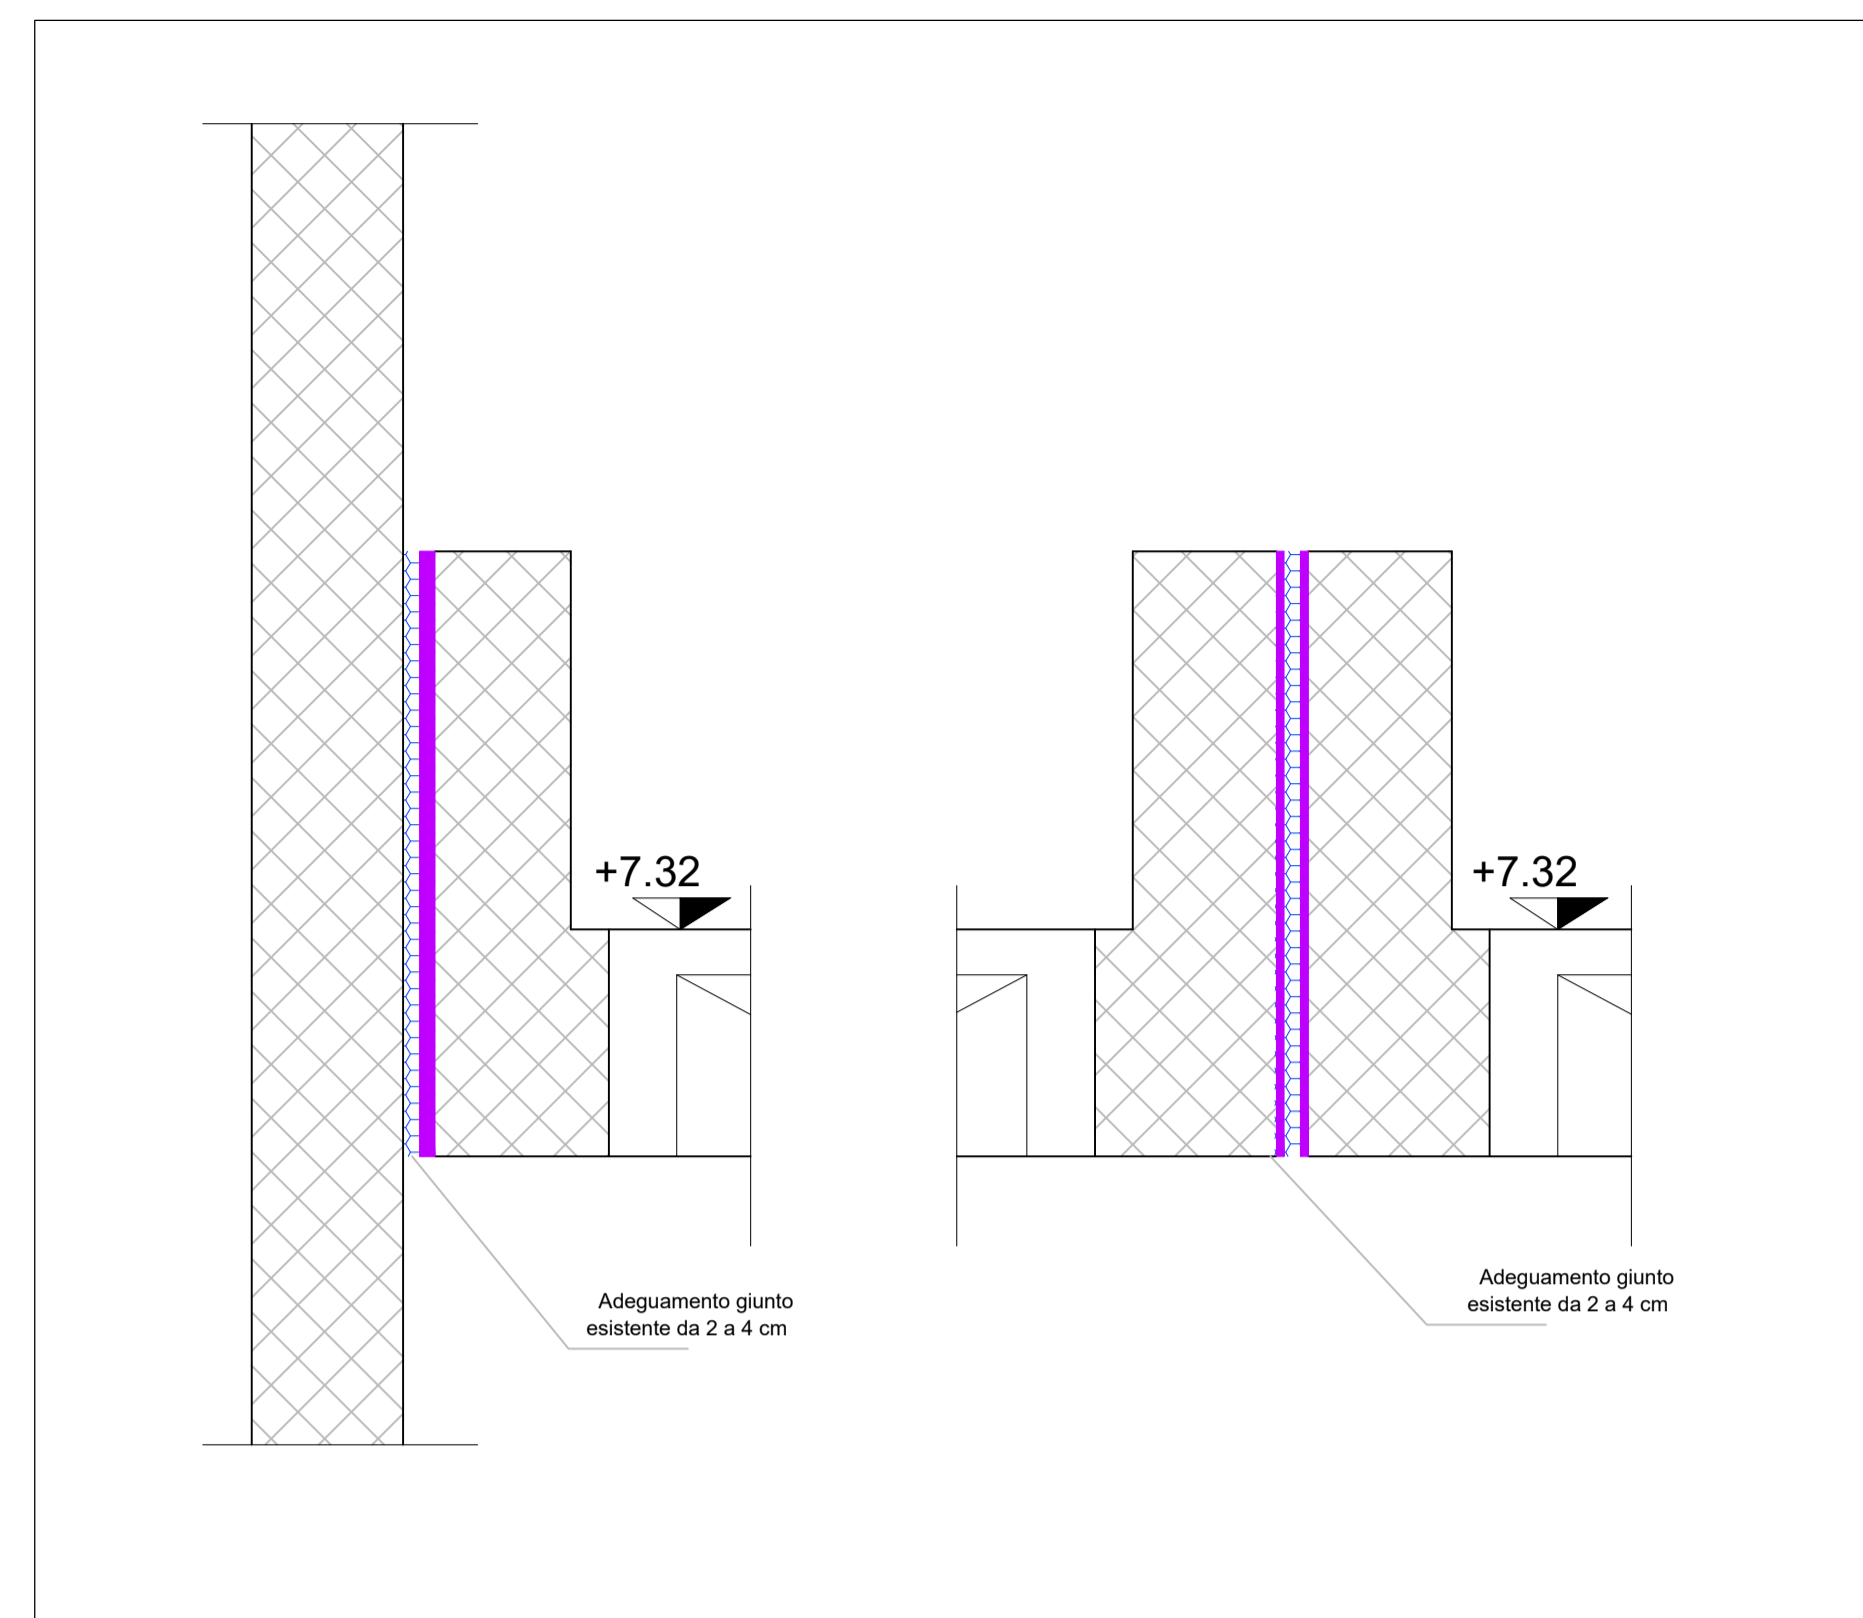 +7.32
+7.32
Adeguamento giunto
esistente da 2 a 4 cm
Adeguamento giunto
esistente da 2 a 4 cm